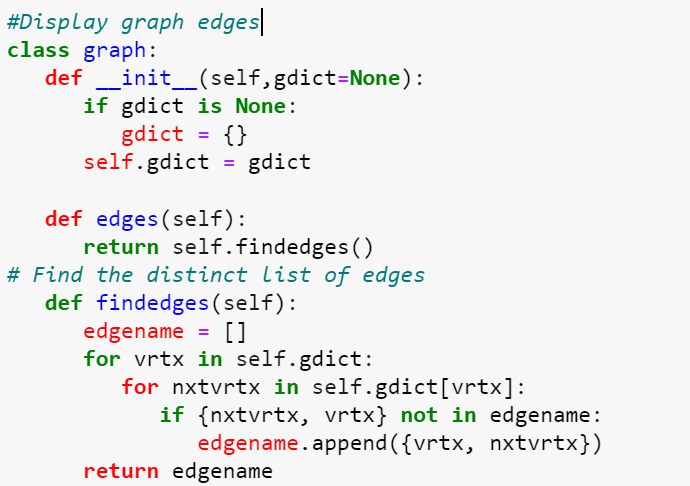 #Display graph edges
class graph:
   def __init__(self,gdict=None):
      if gdict is None:
         gdict = {}
      self.gdict = gdict

   def edges(self):
      return self.findedges()
# Find the distinct list of edges
   def findedges(self):
      edgename = []
      for vrtx in self.gdict:
         for nxtvrtx in self.gdict[vrtx]:
            if {nxtvrtx, vrtx} not in edgename:
               edgename.append({vrtx, nxtvrtx})
      return edgename